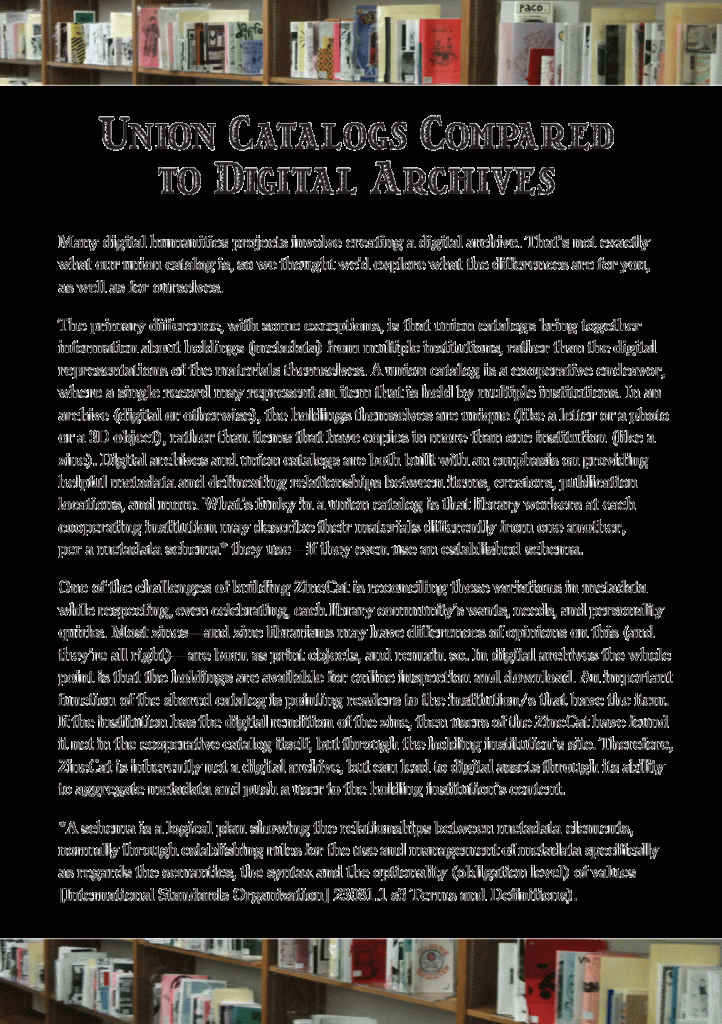 PACO
UNION CATALOGS COMPARED
TO DIGITAL ARCHIVES
Many digital humanities projects involve creating a digital archive. That's not exactly
what our union catalog is, so we thought we'd explore what the differences are for you,
as well as for ourselves.
The primary difference, with some exceptions, is that union catalogs bring together
information about holdings (metadata) from multiple institutions, rather than the digital
representations of the materials themselves. A union catalog is a cooperative endeavor,
where a single record may represent an item that is held by multiple institutions. In an
archive (digital or otherwise), the holdings themselves are unique (like a letter or a photo
or a 3D object), rather than items that have copies in more than one institution (like a
zine). Digital archives and union catalogs are both built with an emphasis on providing
helpful metadata and delineating relationships between items, creators, publication
locations, and more. What's funky in a union catalog is that library workers at each
cooperating institution may describe their materials differently from one another,
per a metadata schema* they use—if they even use an established schema.
One of the challenges of building ZineCat is reconciling these variations in metadata
while respecting, even celebrating, each library community's wants, needs, and personality
quirks. Most zines—and zine librarians may have differences of opinions on this (and
they're all right)—are born as print objects, and remain so. In digital archives the whole
point is that the holdings are available for online inspection and download. An important
function of the shared catalog is pointing readers to the institution/s that have the item.
If the institution has the digital rendition of the zine, then users of the ZineCat have found
it not in the cooperative catalog itself, but through the holding institution's site. Therefore,
ZineCat is inherently not a digital archive, but can lead to digital assets through its ability
to aggregate metadata and push a user to the holding institution's content.
*A schema is a logical plan showing the relationships between metadata elements,
normally through establishing rules for the use and management of metadata specifically
as regards the semantics, the syntax and the optionality (obligation level) of values
[International Standards Organization] 23081.1 s3 Terms and Definitions).